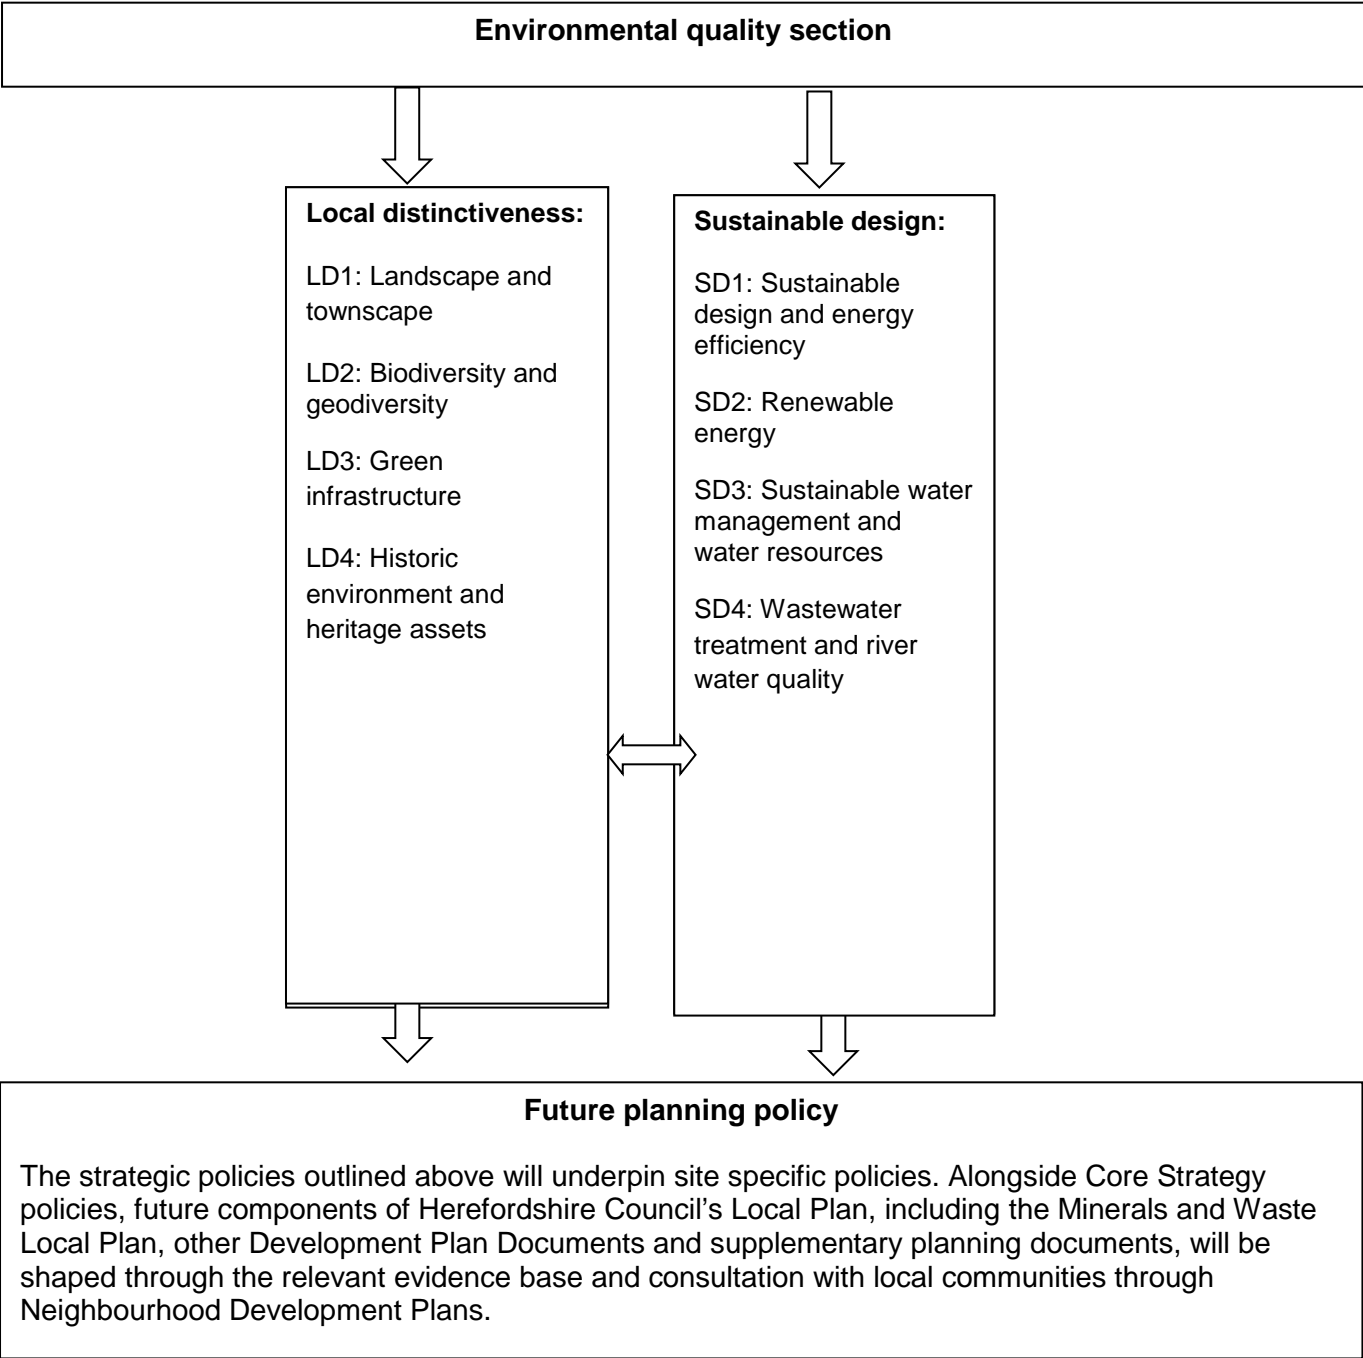 Environmental quality section
Local distinctiveness:
LD1: Landscape and
townscape
LD2: Biodiversity and
geodiversity
LD3: Green
infrastructure
LD4: Historic
environment and
heritage assets
Sustainable design:
SD1: Sustainable
design and energy
efficiency
SD2: Renewable
energy
SD3: Sustainable water
management and
water resources
SD4: Wastewater
treatment and river
water quality
Future planning policy
The strategic policies outlined above will underpin site specific policies. Alongside Core Strategy
policies, future components of Herefordshire Council’s Local Plan, including the Minerals and Waste
Local Plan, other Development Plan Documents and supplementary planning documents, will be
shaped through the relevant evidence base and consultation with local communities through
Neighbourhood Development Plans.